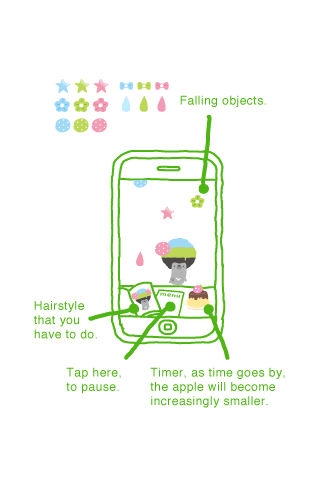 Falling objects.
menu
Hairstyle
that you
have to do.
Tap here,
to pause.
Timer, as time goes by,
the apple will become
increasingly smaller.